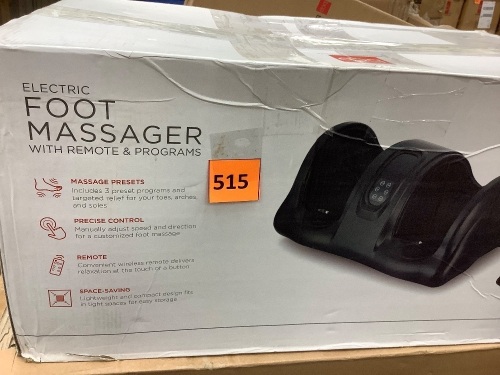 ELECTRIC
FOOT
MASSAGER
WITH REMOTE & PROGRAMS
515
MASSAGE PRESETS
Includes 3 preset programs and
targeted relief for your toes, arches,
and soles
PRECISE CONTROL
Manually adjust speed and direction
for a customized foot massage
REMOTE
Convenient wireless remote delivers
relaxation at the touch of a button
SPACE-SAVING
Lightweight and compact design fits
in tight spaces for easy storage